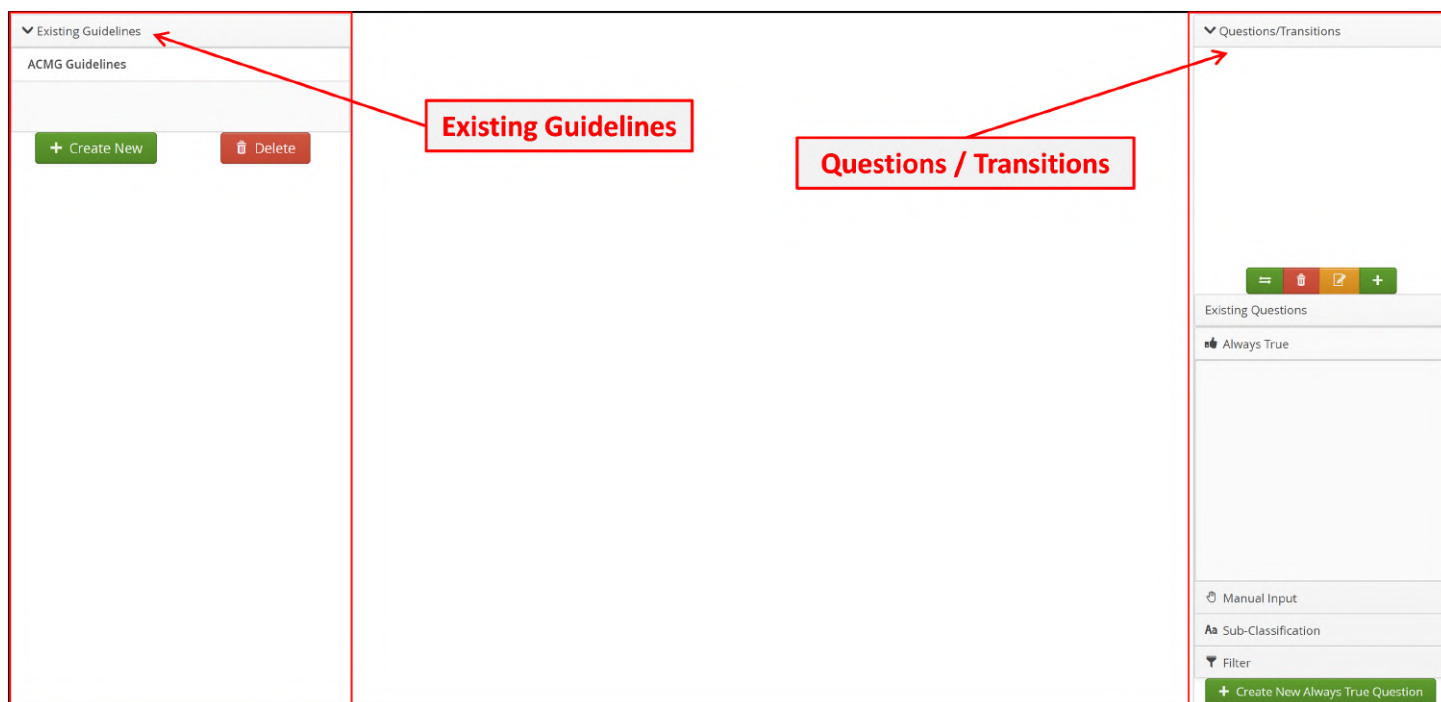 Existing Guidelines
ACMG Guidelines
+ Create New
Delete
Existing Guidelines
Questions / Transitions
Questions/Transitions
+
Existing Questions
Always True
Manual Input
Aa Sub-Classification
Filter
+ Create New Always True Question